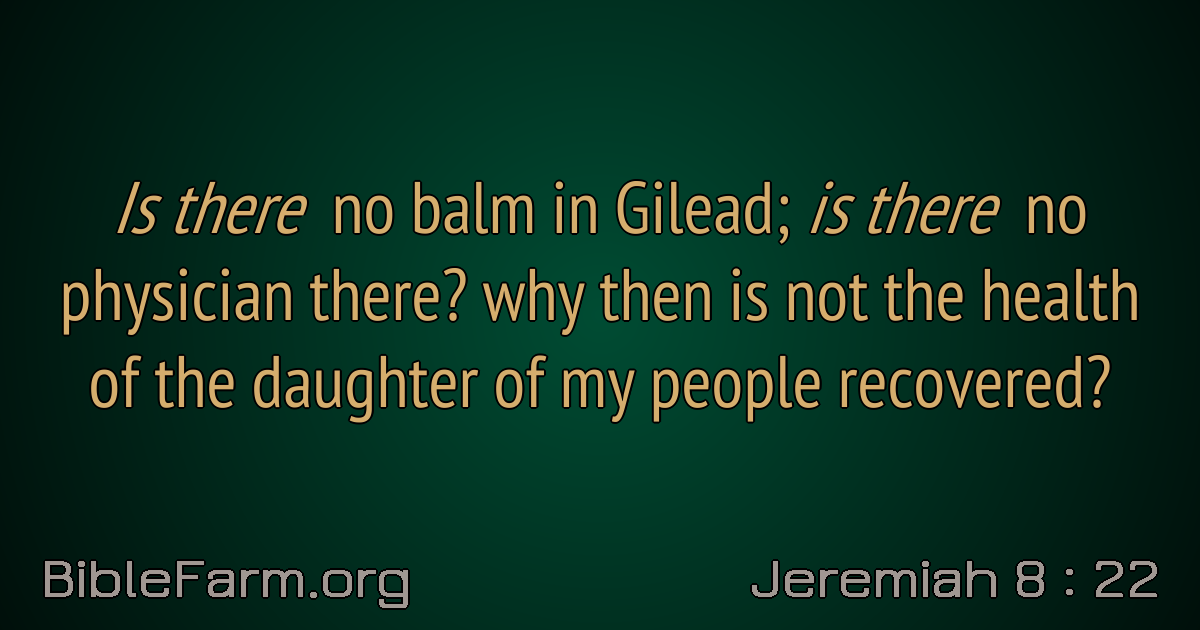 Is there no balm in Gilead; is there no
physician there? why then is not the health
of the daughter of my people recovered?
BibleFarm.org
Jeremiah 8 : 22